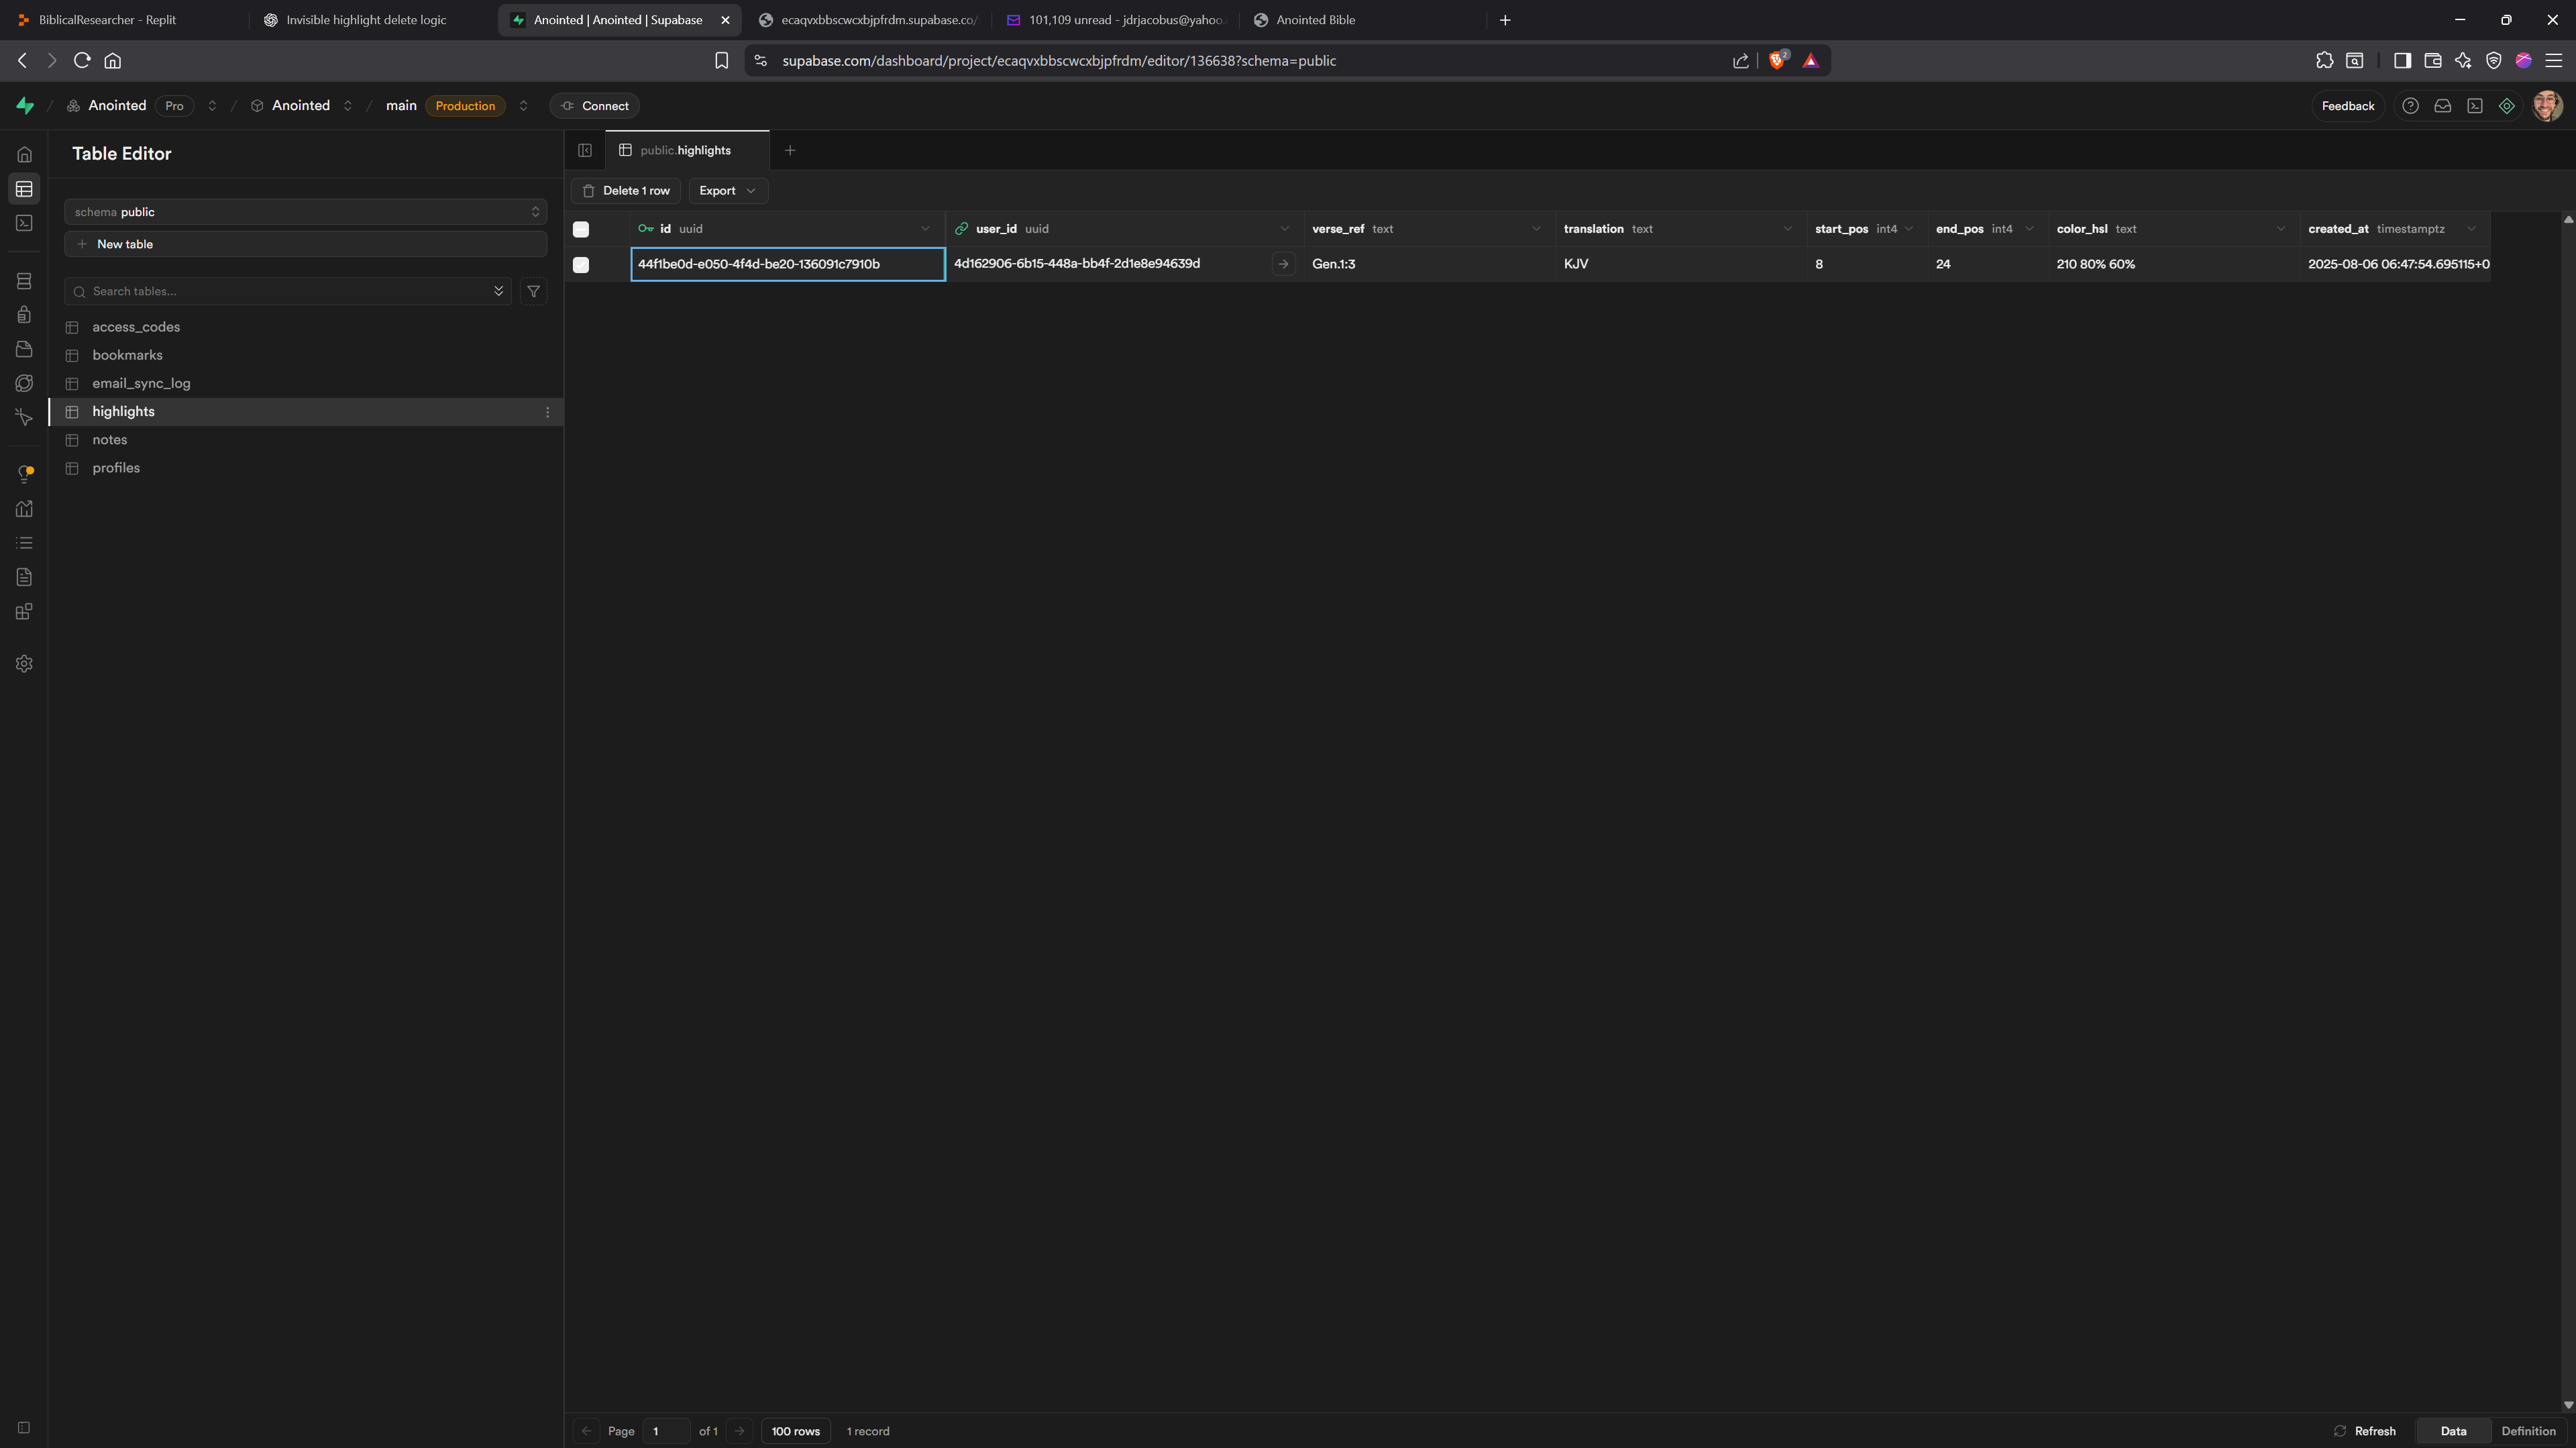 BiblicalResearcher - Replit
Invisible highlight delete logic
Anointed | Anointed | Supabase
ecaqvxbbscwcxbjpfrdm.supabase.co/
101,109 unread - jdrjacobus@yahoo.
Anointed Bible
supabase.com/dashboard/project/ecaqvxbbscwcxbjpfrdm/editor/136638?schema=public
2
Anointed Pro / Anointed / main Production Connect
Feedback
Table Editor
public.highlights
Delete 1 row Export
schema public
New table
Search tables...
access_codes
bookmarks
email_sync_log
highlights
notes
profiles
id uuid user_id uuid verse_ref text translation text start_pos int4 end_pos int4 color_hsl text created_at timestamptz
44f1be0d-e050-4f4d-be20-136091c7910b 4d162906-6b15-448a-bb4f-2d1e8e94639d Gen.1:3 KJV 8 24 210 80% 60% 2025-08-06 06:47:54.695115+0
Page 1 of 1 100 rows 1 record
Refresh Data Definition